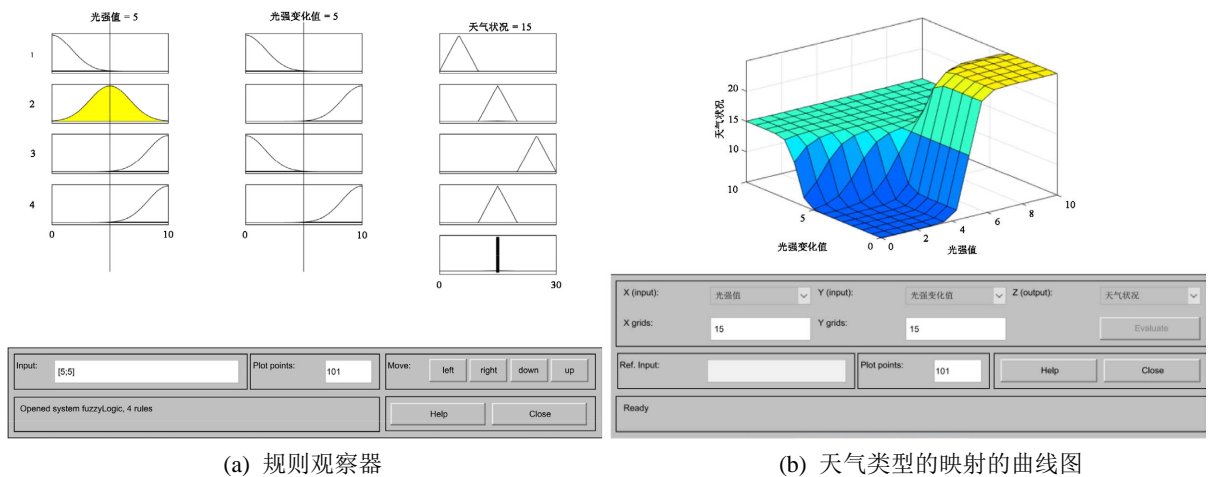 光强值 = 5
光强变化值 = 5
天气状况 = 15
1
2
3
4
0 10
0 10
0 30
Input: [5;5]
Plot points: 101
Move: left right down up
Opened system fuzzyLogic, 4 rules
Help Close
(a) 规则观察器
天气状况
20
15
10
10
5
0
光强变化值
0
2
4
6
8
10
光强值
X (input): 光强值 Y (input): 光强变化值 Z (output): 天气状况
X grids: 15 Y grids: 15 Evaluate
Ref. Input: Plot points: 101 Help Close
Ready
(b) 天气类型的映射的曲线图